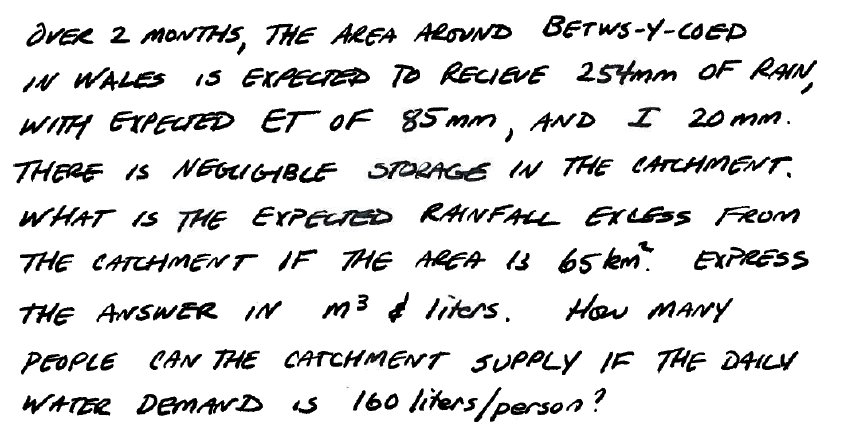 OVER 2 MONTHS, THE AREA AROUND BETWS-Y-COED
IN WALES IS EXPECTED TO RECIEVE 254mm OF RAIN,
WITH EXPECTED ET OF 85mm, AND I 20mm.
THERE IS NEGLIGIBLE STORAGE IN THE CATCHMENT.
WHAT IS THE EXPECTED RAINFALL EXCESS FROM
THE CATCHMENT IF THE AREA IS 65 km². EXPRESS
THE ANSWER IN m³ & liters. How MANY
PEOPLE CAN THE CATCHMENT SUPPLY IF THE DAILY
WATER DEMAND IS 160 liters/person?